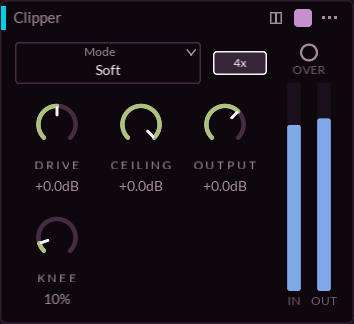 Clipper
Mode
Soft
4x
OVER
DRIVE
CEILING
OUTPUT
+0.0dB
+0.0dB
+0.0dB
KNEE
10%
IN
OUT